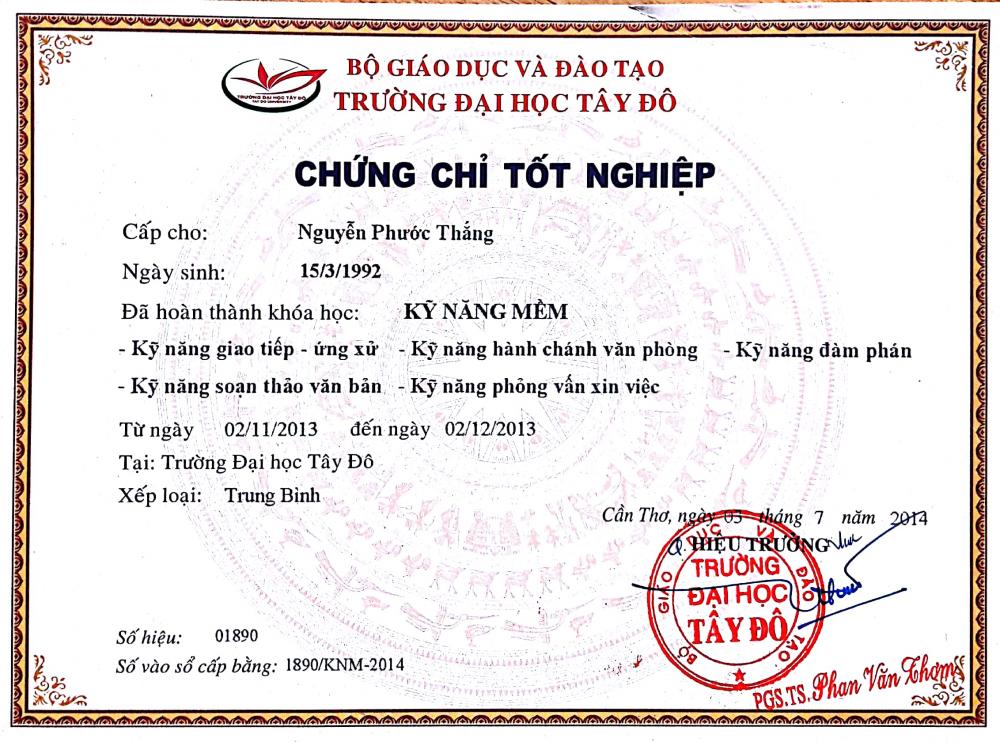 BỘ GIÁO DỤC VÀ ĐÀO TẠO
TRƯỜNG ĐẠI HỌC TÂY ĐÔ
TRƯỜNG ĐẠI HỌC TÂY ĐÔ
TAY DO UNIVERSITY
CHỨNG CHỈ TỐT NGHIỆP
Cấp cho: Nguyễn Phước Thắng
Ngày sinh: 15/3/1992
Đã hoàn thành khóa học: KỸ NĂNG MỀM
- Kỹ năng giao tiếp - ứng xử - Kỹ năng hành chánh văn phòng - Kỹ năng đàm phán
- Kỹ năng soạn thảo văn bản - Kỹ năng phỏng vấn xin việc
Từ ngày 02/11/2013 đến ngày 02/12/2013
Tại: Trường Đại học Tây Đô
Xếp loại: Trung Bình
Cần Thơ, ngày 03 tháng 7 năm 2014
Q. HIỆU TRƯỞNG
BỘ GIÁO DỤC VÀ ĐÀO TẠO
TRƯỜNG
ĐẠI HỌC
TÂY ĐÔ
Số hiệu: 01890
Số vào sổ cấp bằng: 1890/KNM-2014
PGS.TS. Phan Văn Thơm